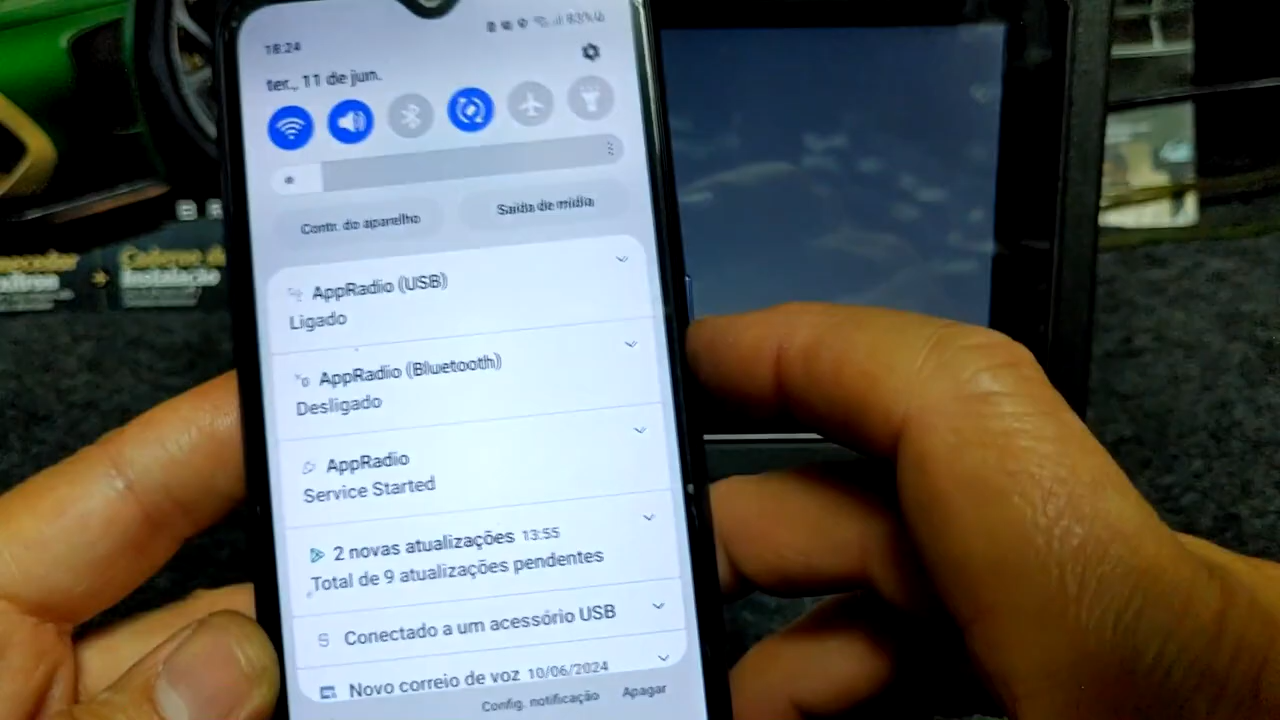 18:24
83%
ter., 11 de jun.
Contr. do aparelho
Saída de mídia
AppRadio (USB)
Ligado
AppRadio (Bluetooth)
Desligado
AppRadio
Service Started
2 novas atualizações 13:55
Total de 9 atualizações pendentes
Conectado a um acessório USB
Novo correio de voz 10/06/2024
Config. notificação
Apagar